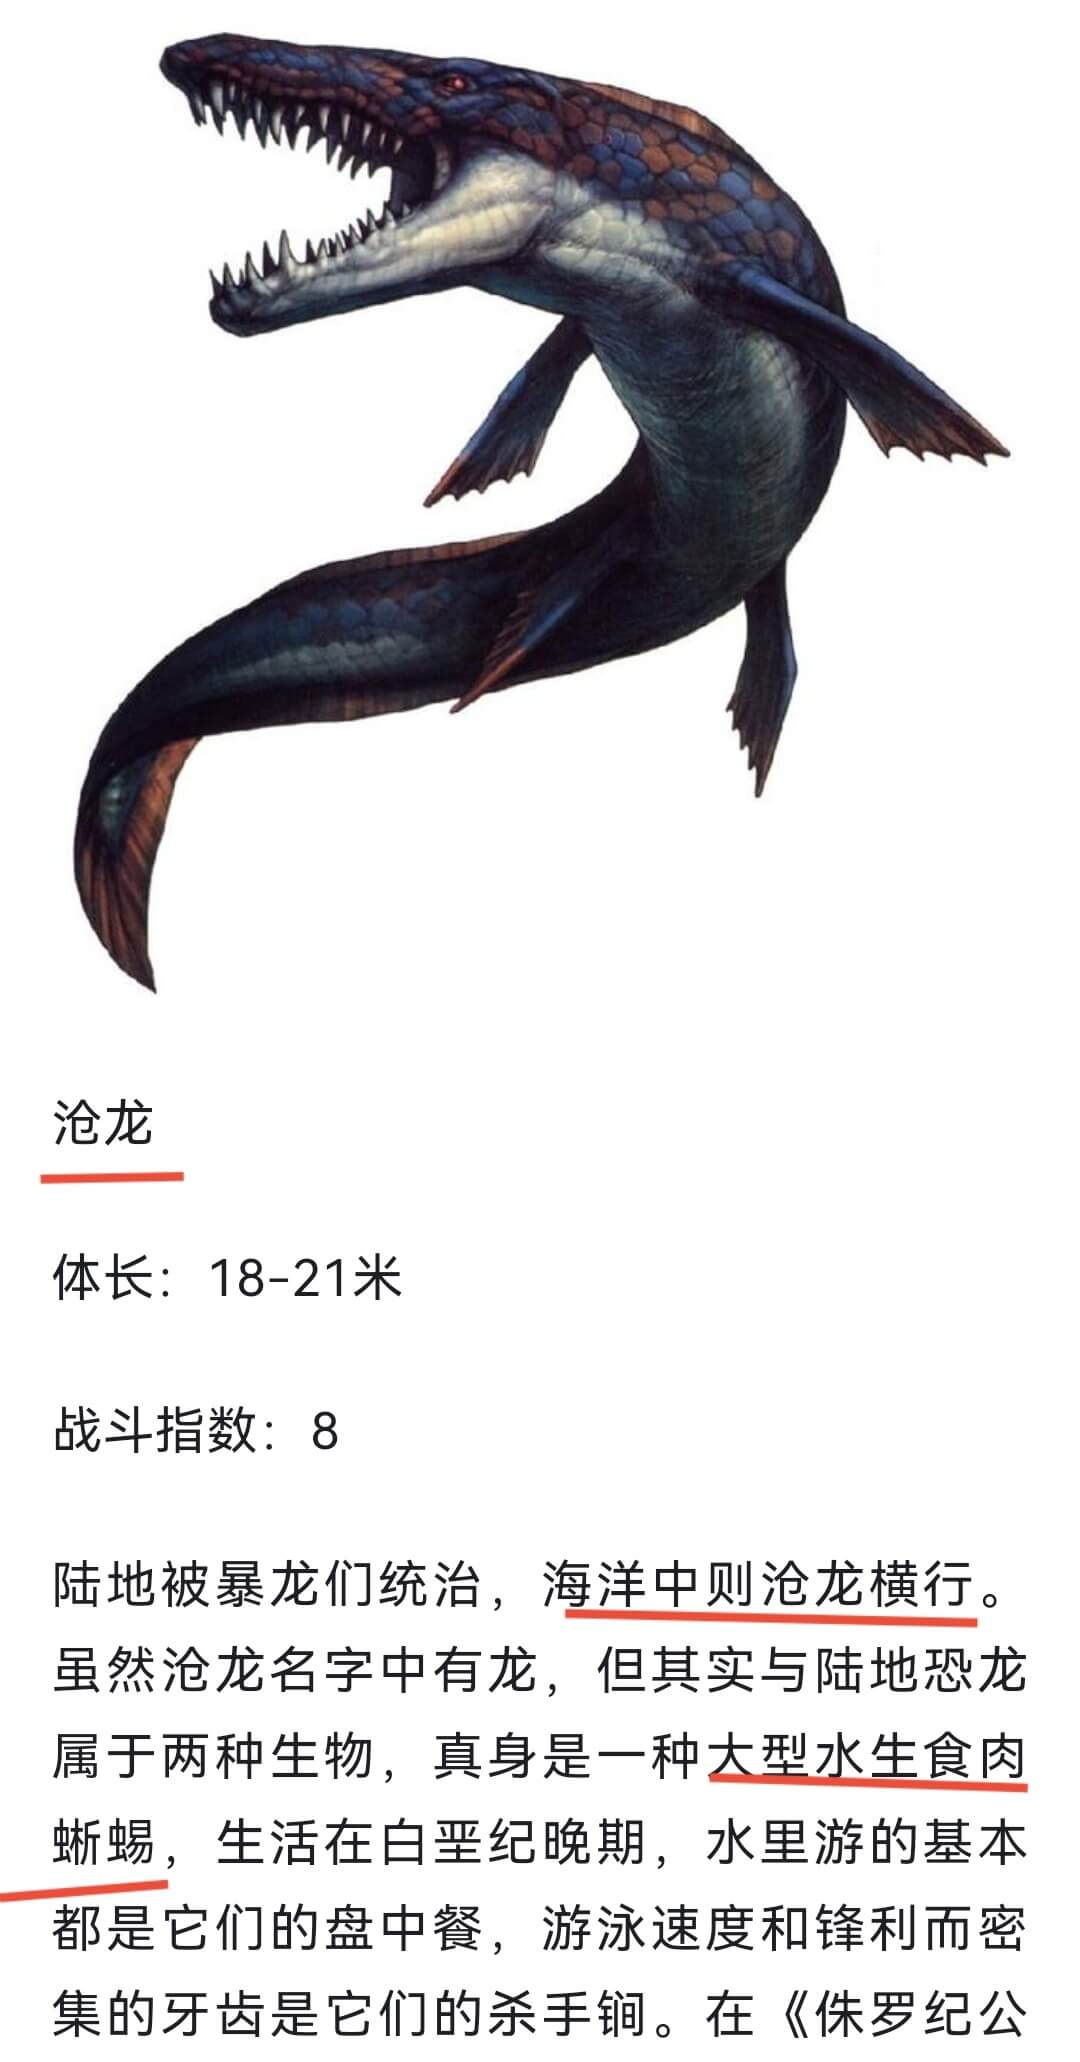 沧龙
体长：18-21米
战斗指数：8
陆地被暴龙们统治，海洋中则沧龙横行。
虽然沧龙名字中有龙，但其实与陆地恐龙
属于两种生物，真身是一种大型水生食肉
蜥蜴，生活在白垩纪晚期，水里游的基本
都是它们的盘中餐，游泳速度和锋利而密
集的牙齿是它们的杀手锏。在《侏罗纪公